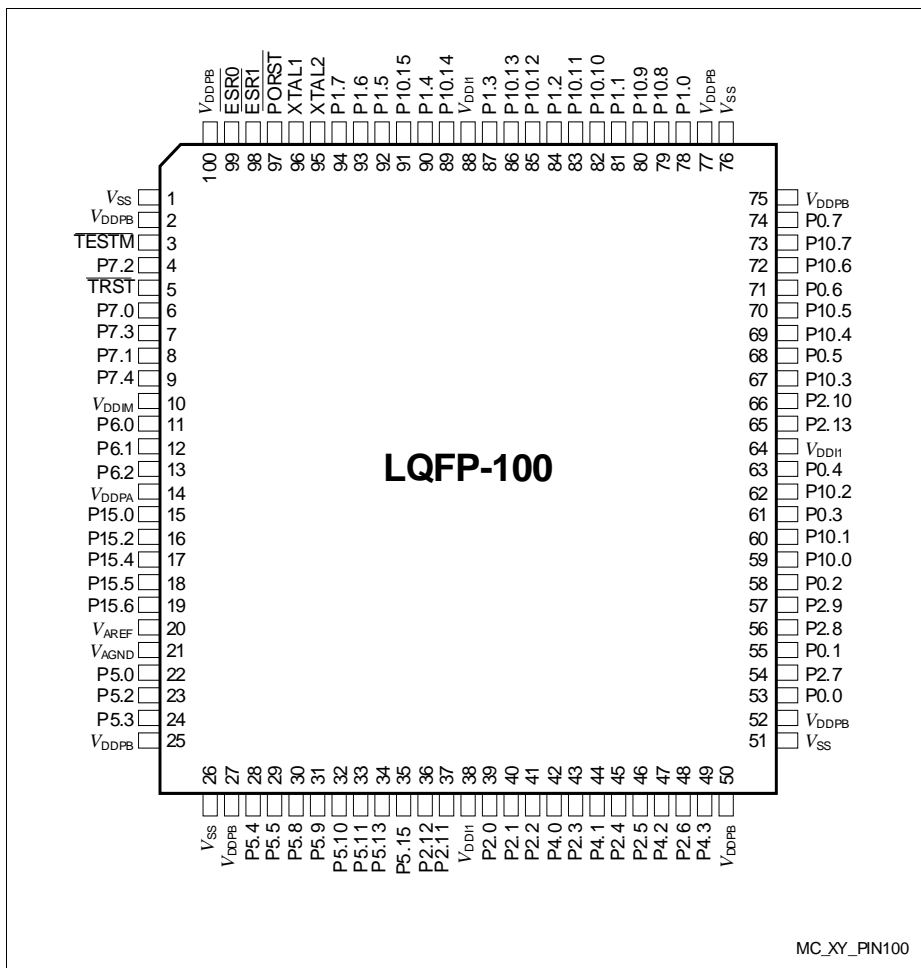 VDDPB
ESR0
ESR1
PORST
XTAL1
XTAL2
P1.7
P1.6
P1.5
P10.15
P1.4
P10.14
VDDI1
P1.3
P10.13
P10.12
P1.2
P10.11
P10.10
P1.1
P10.9
P10.8
P1.0
VDDPB
VSS
100
99
98
97
96
95
94
93
92
91
90
89
88
87
86
85
84
83
82
81
80
79
78
77
76
VSS 1
VDDPB 2
TESTM 3
P7.2 4
TRST 5
P7.0 6
P7.3 7
P7.1 8
P7.4 9
VDDIM 10
P6.0 11
P6.1 12
P6.2 13
VDDPA 14
P15.0 15
P15.2 16
P15.4 17
P15.5 18
P15.6 19
VAREF 20
VAGND 21
P5.0 22
P5.2 23
P5.3 24
VDDPB 25
LQFP-100
75 VDDPB
74 P0.7
73 P10.7
72 P10.6
71 P0.6
70 P10.5
69 P10.4
68 P0.5
67 P10.3
66 P2.10
65 P2.13
64 VDDI1
63 P0.4
62 P10.2
61 P0.3
60 P10.1
59 P10.0
58 P0.2
57 P2.9
56 P2.8
55 P0.1
54 P2.7
53 P0.0
52 VDDPB
51 VSS
26
27
28
29
30
31
32
33
34
35
36
37
38
39
40
41
42
43
44
45
46
47
48
49
50
VSS
VDDPB
P5.4
P5.5
P5.8
P5.9
P5.10
P5.11
P5.13
P5.15
P2.12
P2.11
VDDI1
P2.0
P2.1
P2.2
P4.0
P2.3
P4.1
P2.4
P2.5
P4.2
P2.6
P4.3
VDDPB
MC_XY_PIN100